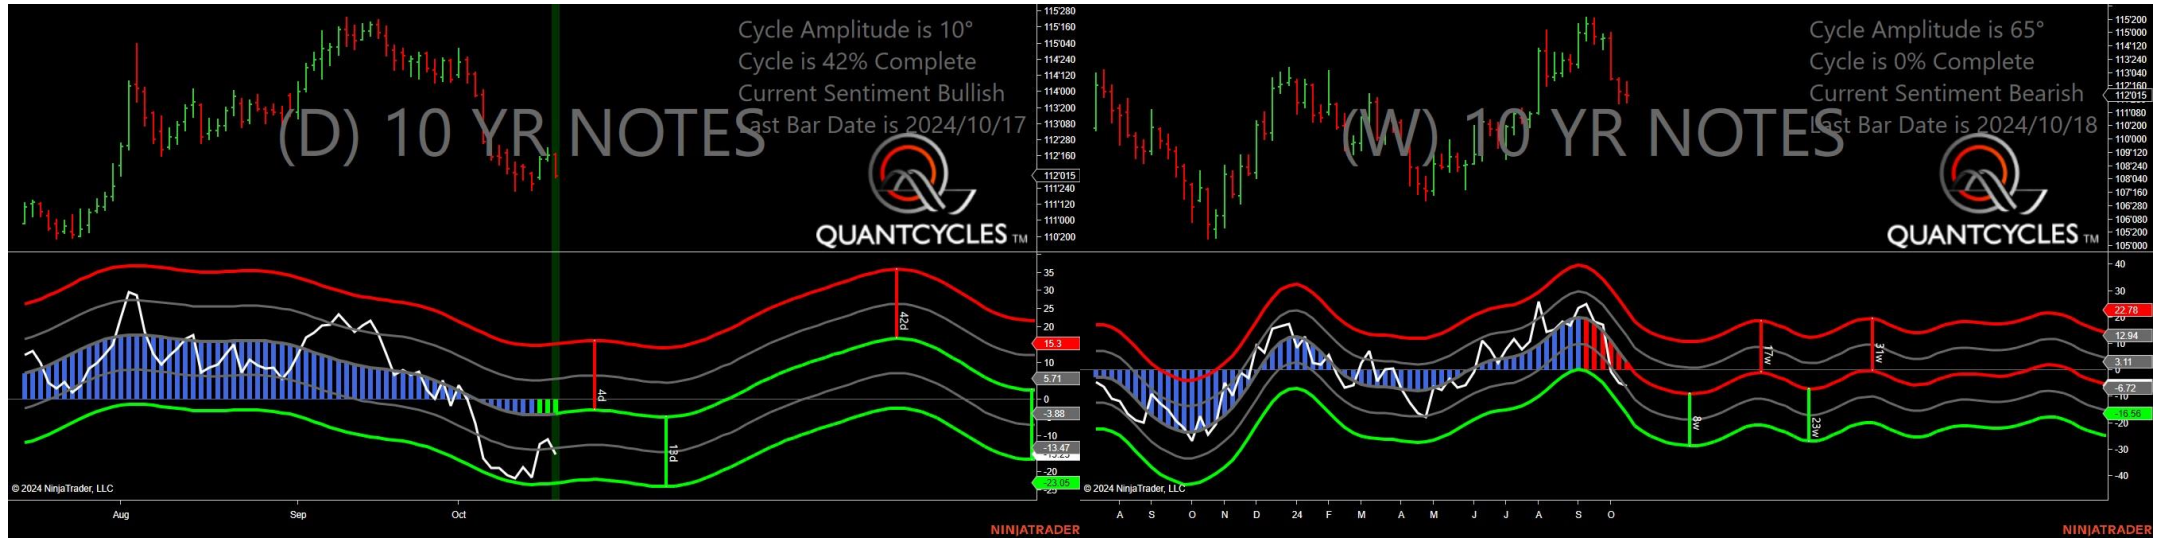 Cycle Amplitude is 10°
Cycle is 42% Complete
Current Sentiment Bullish
Last Bar Date is 2024/10/17
(D) 10 YR NOTES
QUANTCYCLES TM
115'280
115'160
115'040
114'240
114'120
114'000
113'200
113'080
112'280
112'160
112'015
111'240
111'120
111'000
110'200
35
30
25
20
15.3
10
5.71
0
-3.88
-10
-13.47
-20
-23.05
-25
4d
13d
42d
© 2024 NinjaTrader, LLC
Aug
Sep
Oct
NINJATRADER
Cycle Amplitude is 65°
Cycle is 0% Complete
Current Sentiment Bearish
Last Bar Date is 2024/10/18
(W) 10 YR NOTES
QUANTCYCLES TM
115'200
115'000
114'120
113'240
113'040
112'160
112'015
111'080
110'200
110'000
109'120
108'240
108'040
107'160
106'280
106'080
105'200
105'000
40
30
22.78
20
12.94
10
3.11
0
-6.72
-10
-16.56
-30
-40
8w
17w
23w
31w
© 2024 NinjaTrader, LLC
A
S
O
N
D
24
F
M
A
M
J
J
A
S
O
NINJATRADER